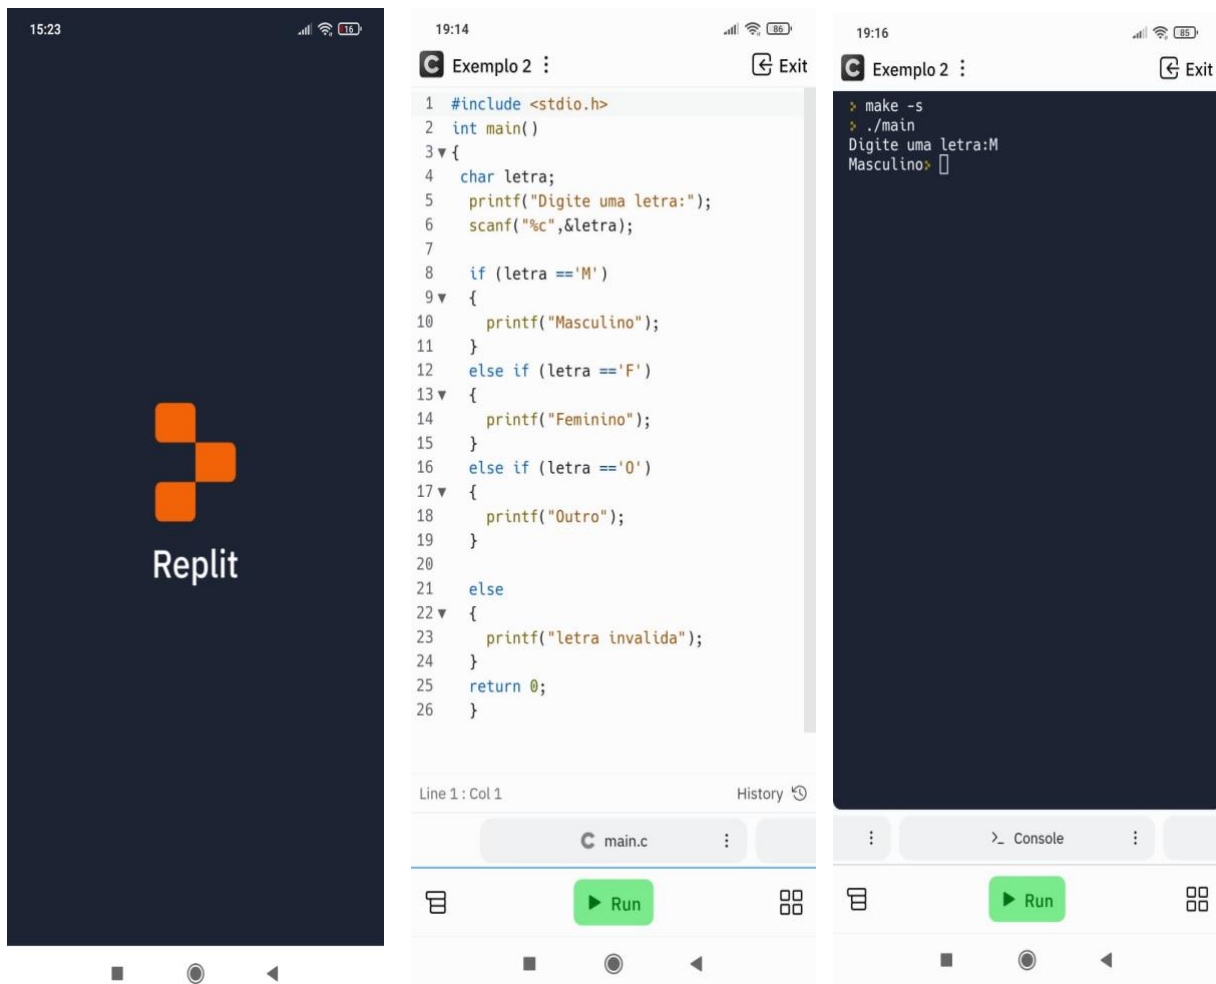 15:23
16
Replit
19:14
86
C Exemplo 2
Exit
1 #include <stdio.h>
2 int main()
3 {
4 char letra;
5 printf("Digite uma letra:");
6 scanf("%c",&letra);
7
8 if (letra =='M')
9 {
10 printf("Masculino");
11 }
12 else if (letra =='F')
13 {
14 printf("Feminino");
15 }
16 else if (letra =='O')
17 {
18 printf("Outro");
19 }
20
21 else
22 {
23 printf("letra invalida");
24 }
25 return 0;
26 }
Line 1 : Col 1
History
C main.c
Run
19:16
85
C Exemplo 2
Exit
> make -s
> ./main
Digite uma letra:M
Masculino>
>_ Console
Run